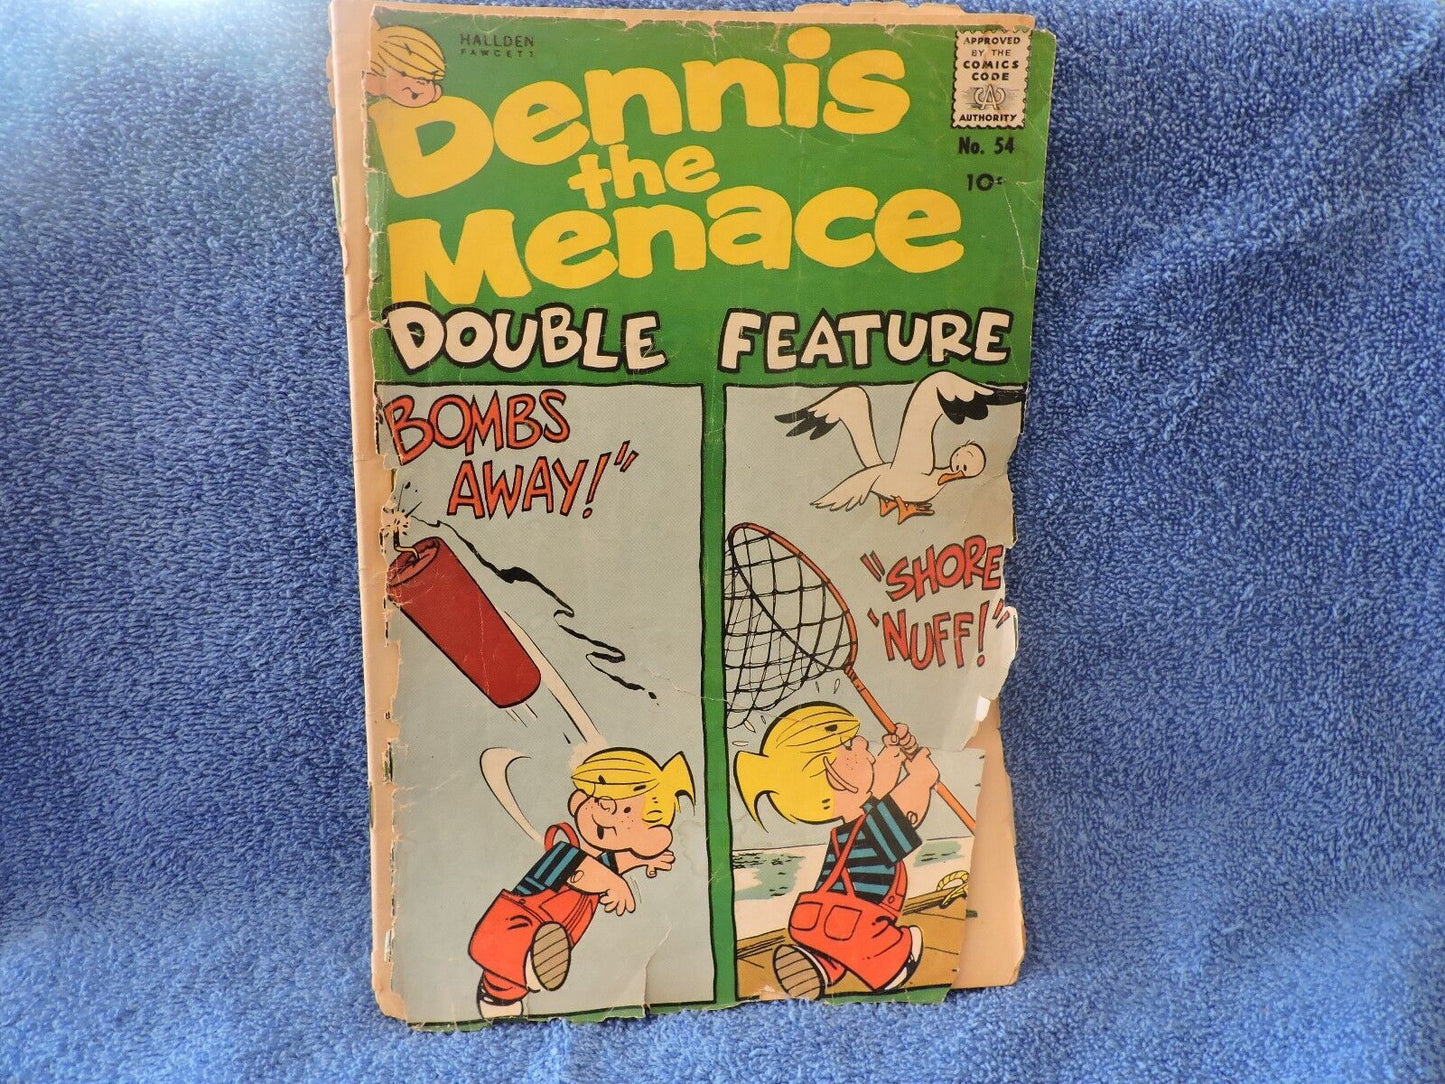 HALLDEN
FAWCETT
Dennis
the
Menace
APPROVED
BY THE
COMICS
CODE
CA
AUTHORITY
No. 54
10¢
DOUBLE FEATURE
BOMBS
AWAY!"
"SHORE
'NUFF!"